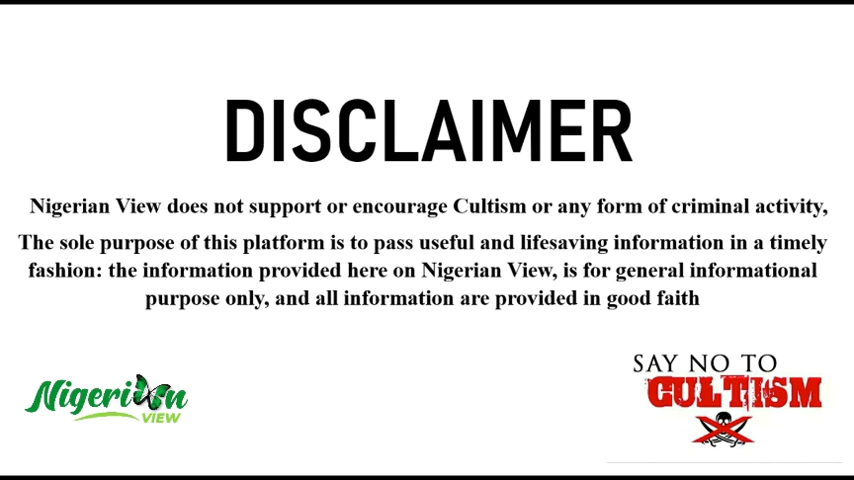 DISCLAIMER
Nigerian View does not support or encourage Cultism or any form of criminal activity,
The sole purpose of this platform is to pass useful and lifesaving information in a timely
fashion: the information provided here on Nigerian View, is for general informational
purpose only, and all information are provided in good faith
Nigerian
VIEW
SAY NO TO
CULTISM